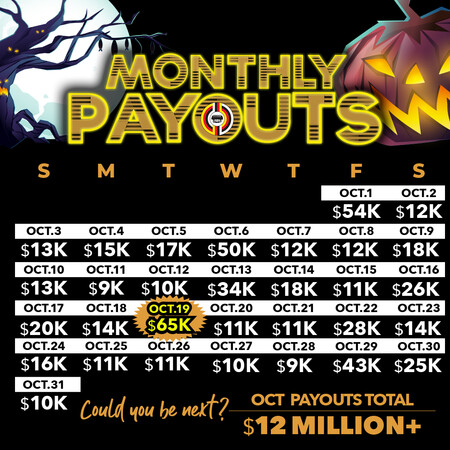 MONTHLY
PAYOUTS
S M T W T F S
OCT.1 OCT.2
$54K $12K
OCT.3 OCT.4 OCT.5 OCT.6 OCT.7 OCT.8 OCT.9
$13K $15K $17K $50K $12K $12K $18K
OCT.10 OCT.11 OCT.12 OCT.13 OCT.14 OCT.15 OCT.16
$13K $9K $10K $34K $18K $11K $26K
OCT.17 OCT.18 OCT.19 OCT.20 OCT.21 OCT.22 OCT.23
$20K $14K $65K $11K $11K $28K $14K
OCT.24 OCT.25 OCT.26 OCT.27 OCT.28 OCT.29 OCT.30
$16K $11K $11K $10K $9K $43K $25K
OCT.31
$10K
Could you be next?
OCT PAYOUTS TOTAL
$12 MILLION+